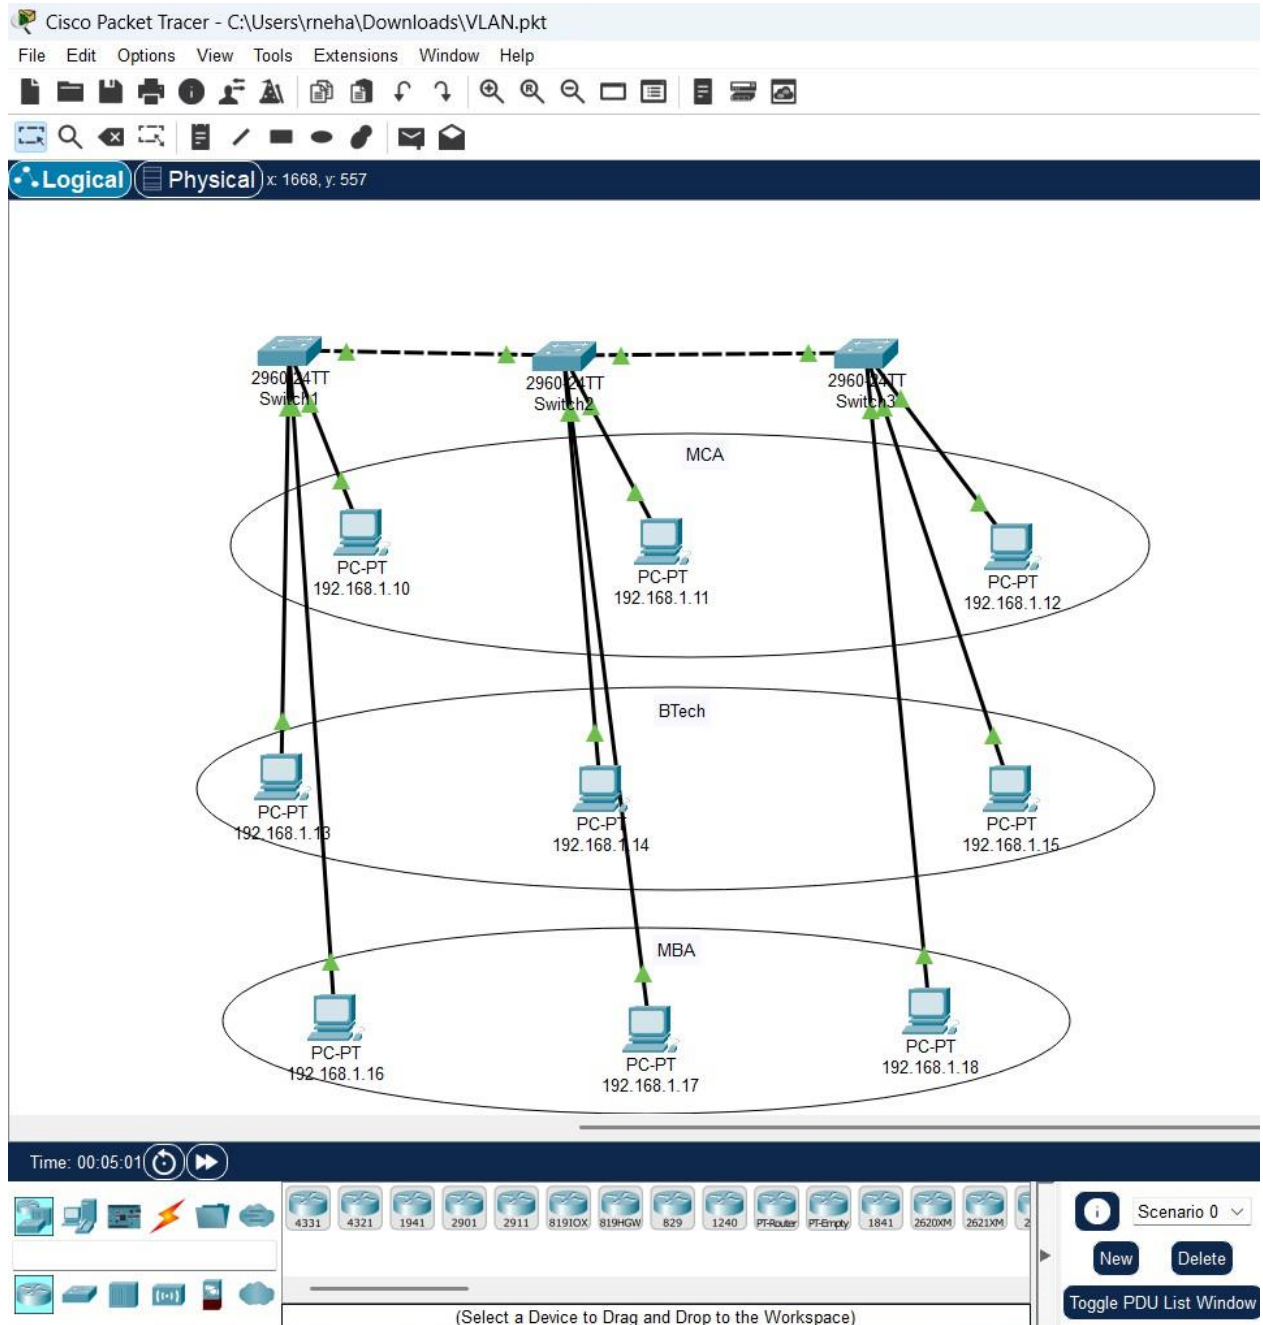 Cisco Packet Tracer - C:\Users\rneha\Downloads\VLAN.pkt
File Edit Options View Tools Extensions Window Help
Logical Physical x: 1668, y: 557
2960-24TT
Switch1
2960-24TT
Switch2
2960-24TT
Switch3
MCA
PC-PT
192.168.1.10
PC-PT
192.168.1.11
PC-PT
192.168.1.12
BTech
PC-PT
192.168.1.13
PC-PT
192.168.1.14
PC-PT
192.168.1.15
MBA
PC-PT
192.168.1.16
PC-PT
192.168.1.17
PC-PT
192.168.1.18
Time: 00:05:01
4331 4321 1941 2901 2911 819IOX 819HGW 829 1240 PT-Router PT-Empty 1841 2620XM 2621XM 2
Scenario 0
New Delete
Toggle PDU List Window
(Select a Device to Drag and Drop to the Workspace)